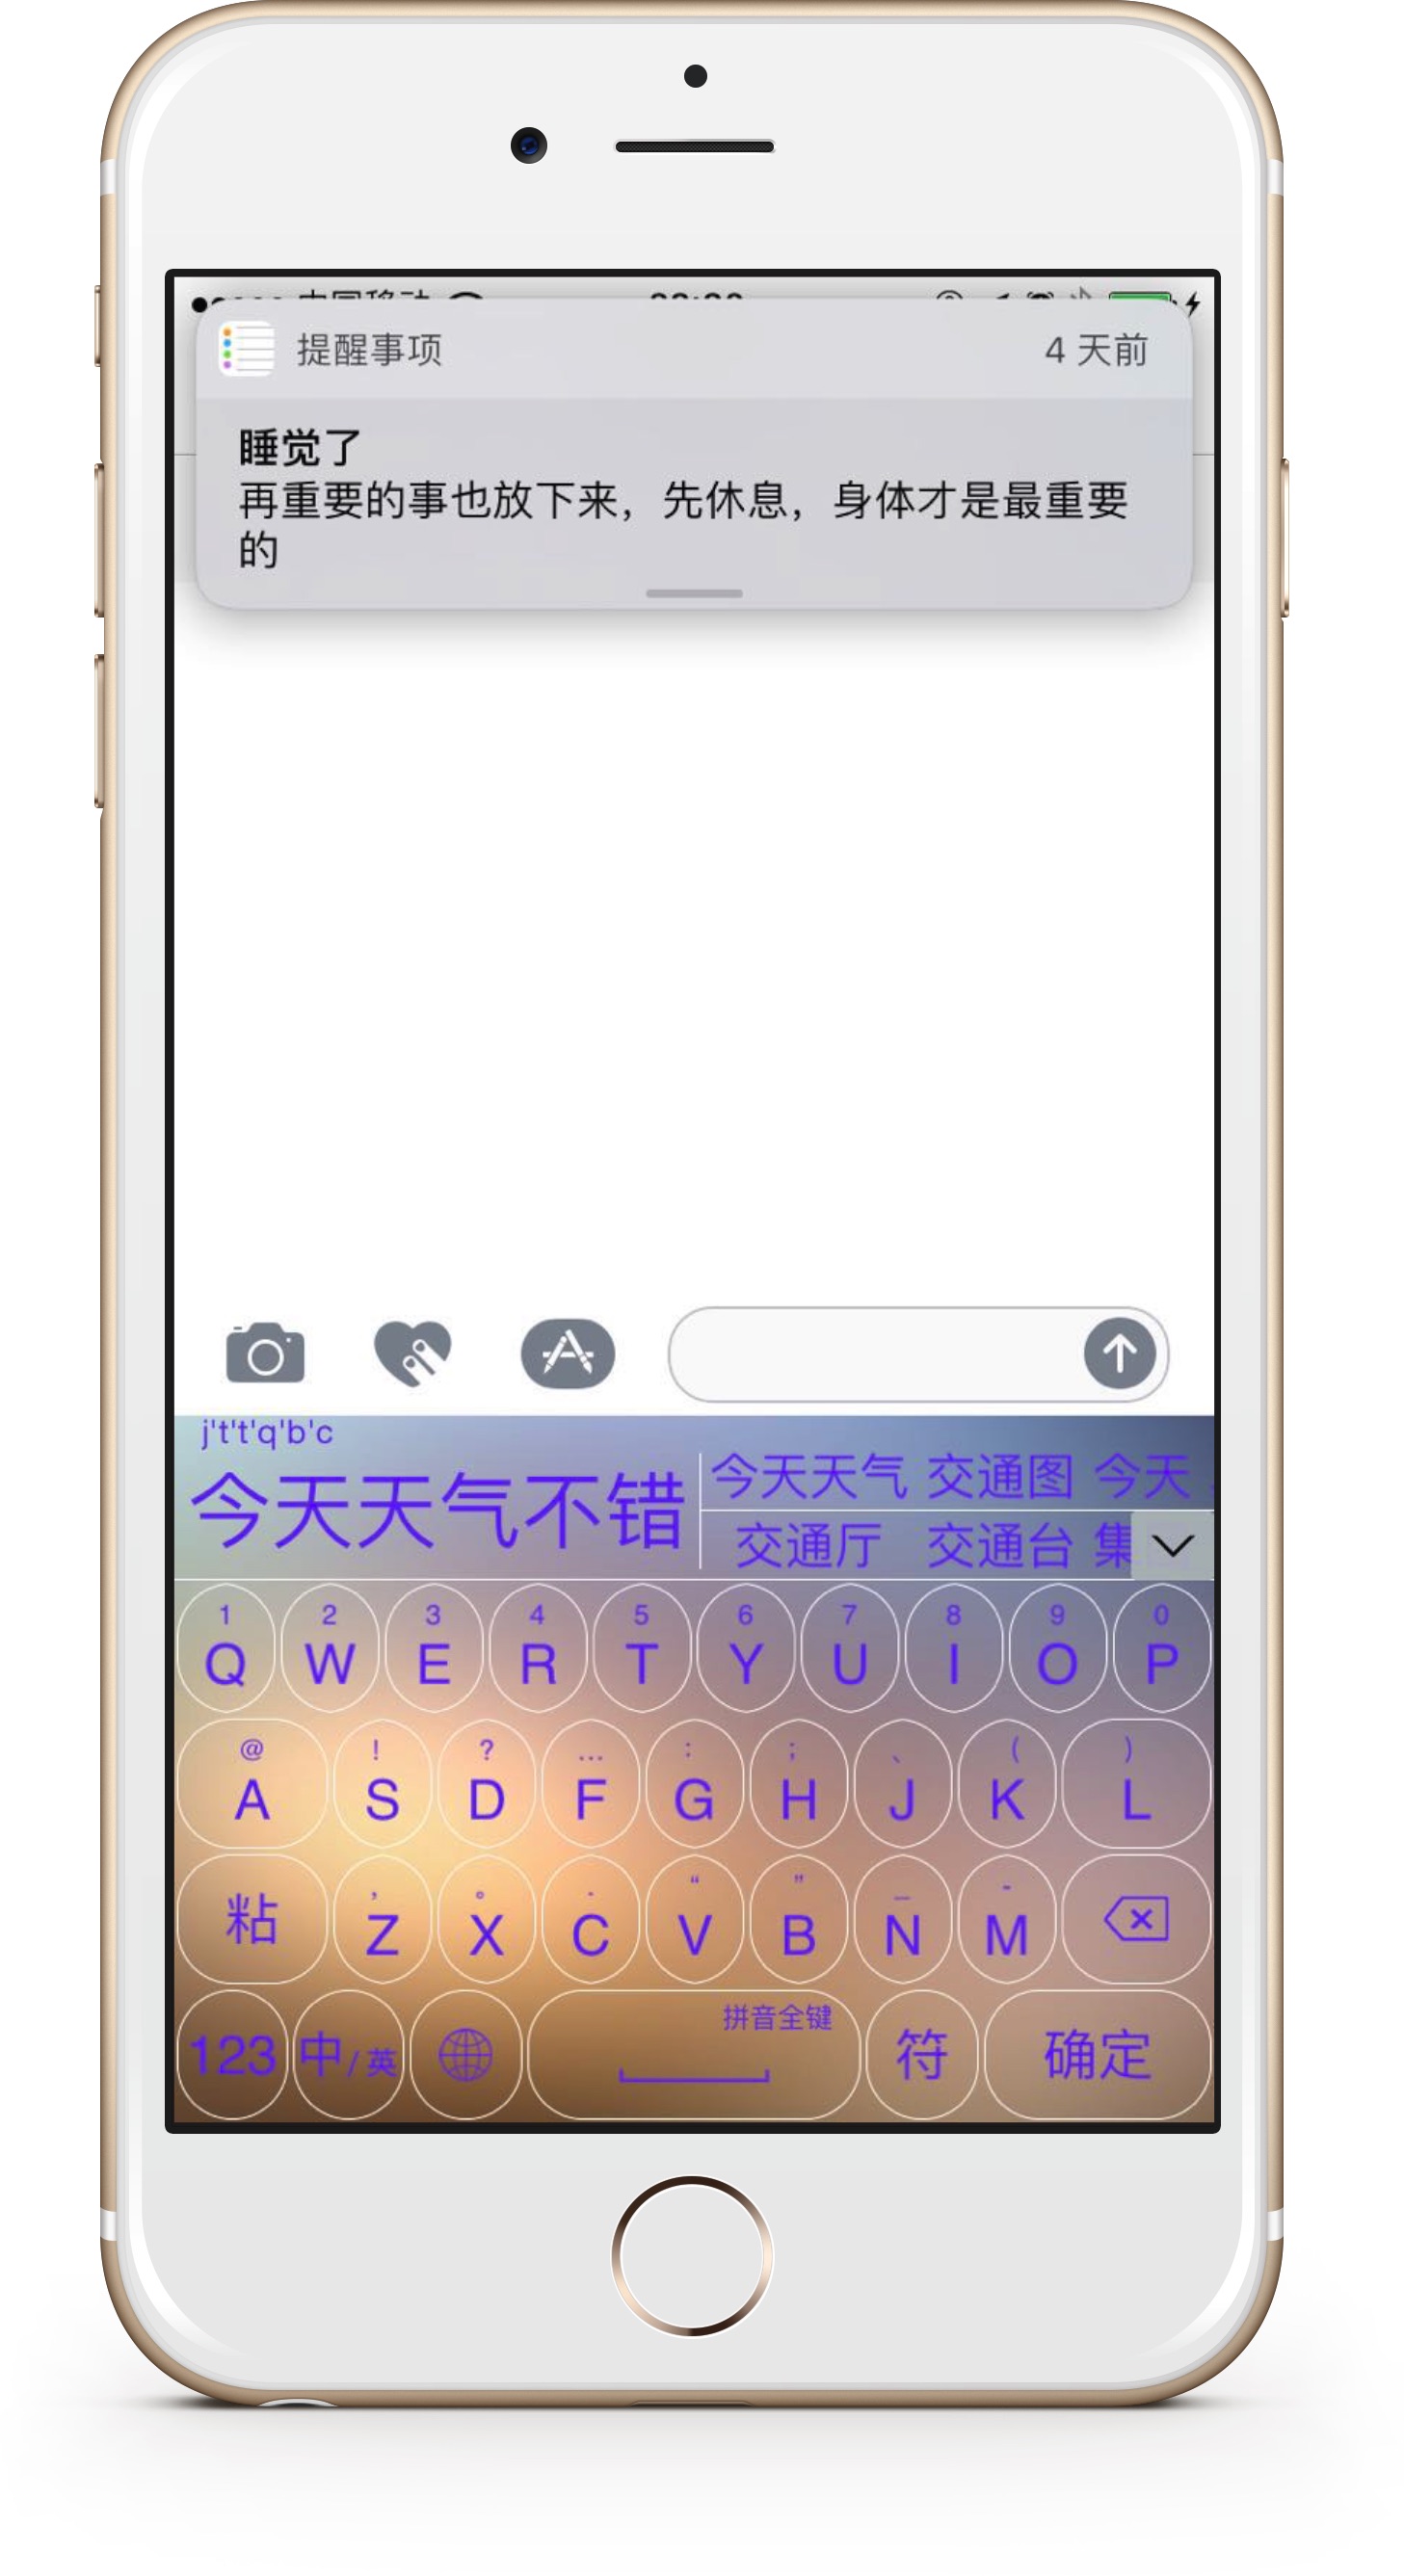 提醒事项 4 天前
睡觉了
再重要的事也放下来，先休息，身体才是最重要
的
j't't'q'b'c
今天天气不错 今天天气 交通图 今天
交通厅 交通台 集
1 2 3 4 5 6 7 8 9 0
Q W E R T Y U I O P
@ ! ? … : ; 、 ( )
A S D F G H J K L
， 。 . “ ” _ -
粘 Z X C V B N M
拼音全键
123 中/英 符 确定